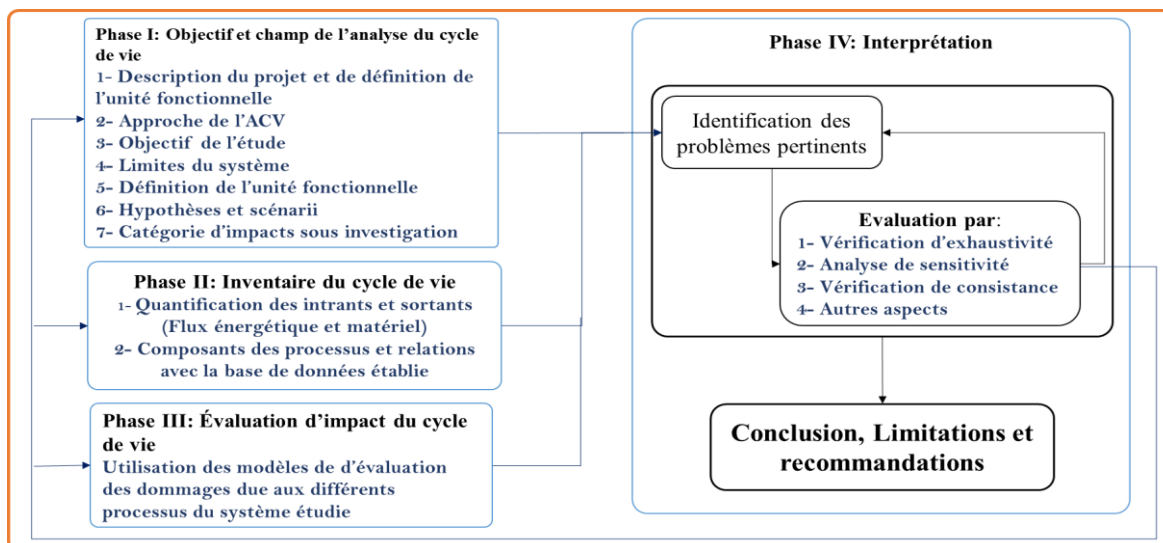 Phase I: Objectif et champ de l'analyse du cycle
de vie
1- Description du projet et de définition de
l'unité fonctionnelle
2- Approche de l'ACV
3- Objectif de l'étude
4- Limites du système
5- Définition de l'unité fonctionnelle
6- Hypothèses et scénarii
7- Catégorie d'impacts sous investigation
Phase II: Inventaire du cycle de vie
1- Quantification des intrants et sortants
(Flux énergétique et matériel)
2- Composants des processus et relations
avec la base de données établie
Phase III: Évaluation d'impact du cycle
de vie
Utilisation des modèles de d'évaluation
des dommages due aux différents
processus du système étudie
Phase IV: Interprétation
Identification des
problèmes pertinents
Evaluation par:
1- Vérification d'exhaustivité
2- Analyse de sensitivité
3- Vérification de consistance
4- Autres aspects
Conclusion, Limitations et
recommandations